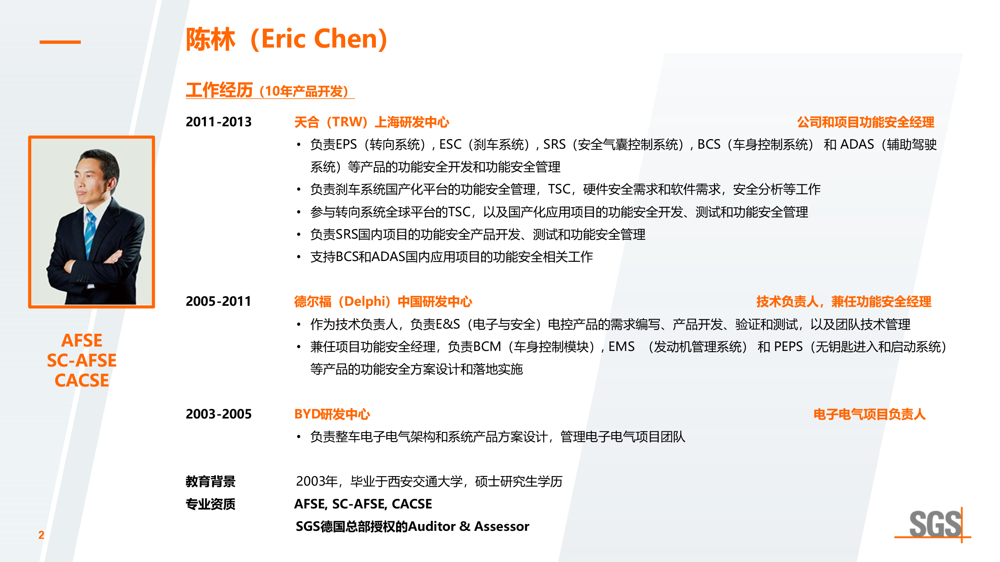 陈林（Eric Chen）
工作经历（10年产品开发）
2011-2013 天合（TRW）上海研发中心 公司和项目功能安全经理
• 负责EPS（转向系统）, ESC（刹车系统）, SRS（安全气囊控制系统）, BCS（车身控制系统） 和 ADAS（辅助驾驶
系统）等产品的功能安全开发和功能安全管理
• 负责刹车系统国产化平台的功能安全管理，TSC，硬件安全需求和软件需求，安全分析等工作
• 参与转向系统全球平台的TSC，以及国产化应用项目的功能安全开发、测试和功能安全管理
• 负责SRS国内项目的功能安全产品开发、测试和功能安全管理
• 支持BCS和ADAS国内应用项目的功能安全相关工作
2005-2011 德尔福（Delphi）中国研发中心 技术负责人，兼任功能安全经理
• 作为技术负责人，负责E&S（电子与安全）电控产品的需求编写、产品开发、验证和测试，以及团队技术管理
• 兼任项目功能安全经理，负责BCM（车身控制模块）, EMS （发动机管理系统） 和 PEPS（无钥匙进入和启动系统）
等产品的功能安全方案设计和落地实施
2003-2005 BYD研发中心 电子电气项目负责人
• 负责整车电子电气架构和系统产品方案设计，管理电子电气项目团队
教育背景 2003年，毕业于西安交通大学，硕士研究生学历
专业资质 AFSE, SC-AFSE, CACSE
SGS德国总部授权的Auditor & Assessor
AFSE
SC-AFSE
CACSE
2
SGS